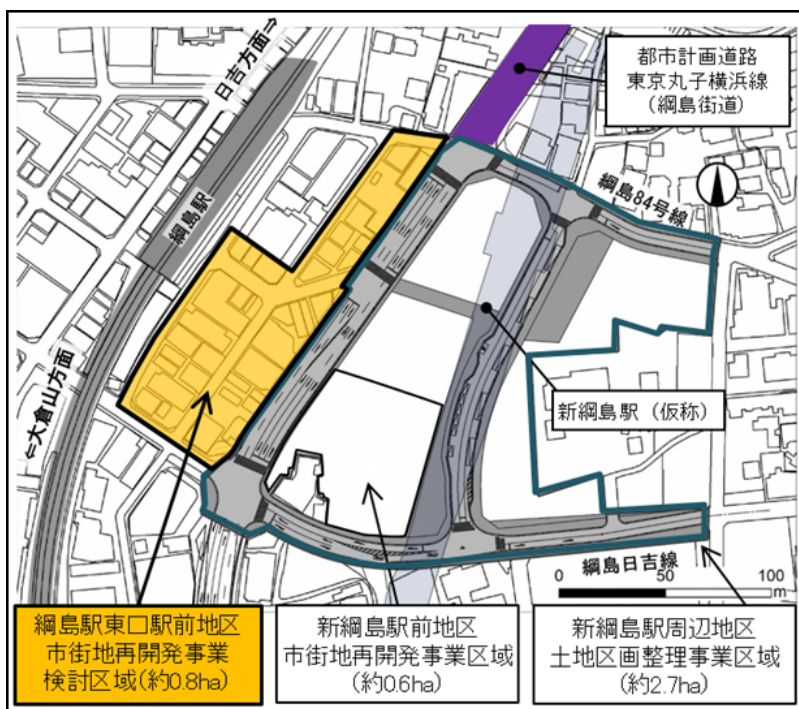 日吉方面⇒
都市計画道路
東京丸子横浜線
(綱島街道)
綱島84号線
綱島駅
⇐大倉山方面
新綱島駅（仮称）
綱島日吉線
0 50 100
m
綱島駅東口駅前地区
市街地再開発事業
検討区域(約0.8ha)
新綱島駅前地区
市街地再開発事業区域
(約0.6ha)
新綱島駅周辺地区
土地区画整理事業区域
(約2.7ha)